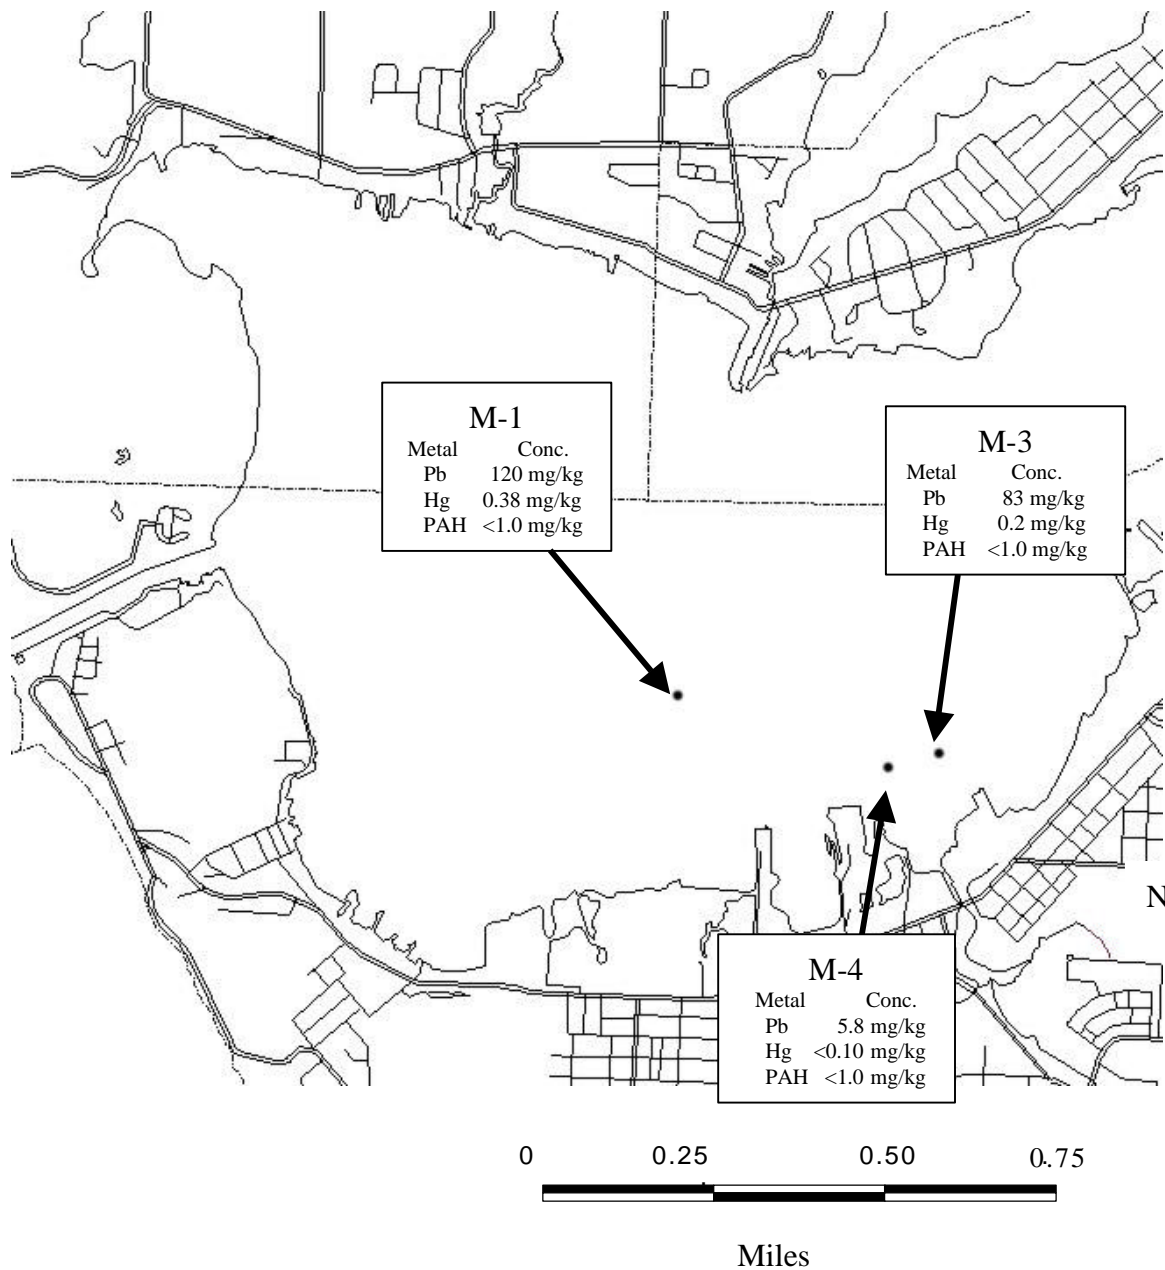 M-1
Metal Conc.
Pb 120 mg/kg
Hg 0.38 mg/kg
PAH <1.0 mg/kg
M-3
Metal Conc.
Pb 83 mg/kg
Hg 0.2 mg/kg
PAH <1.0 mg/kg
N
M-4
Metal Conc.
Pb 5.8 mg/kg
Hg <0.10 mg/kg
PAH <1.0 mg/kg
0 0.25 0.50 0.75
Miles